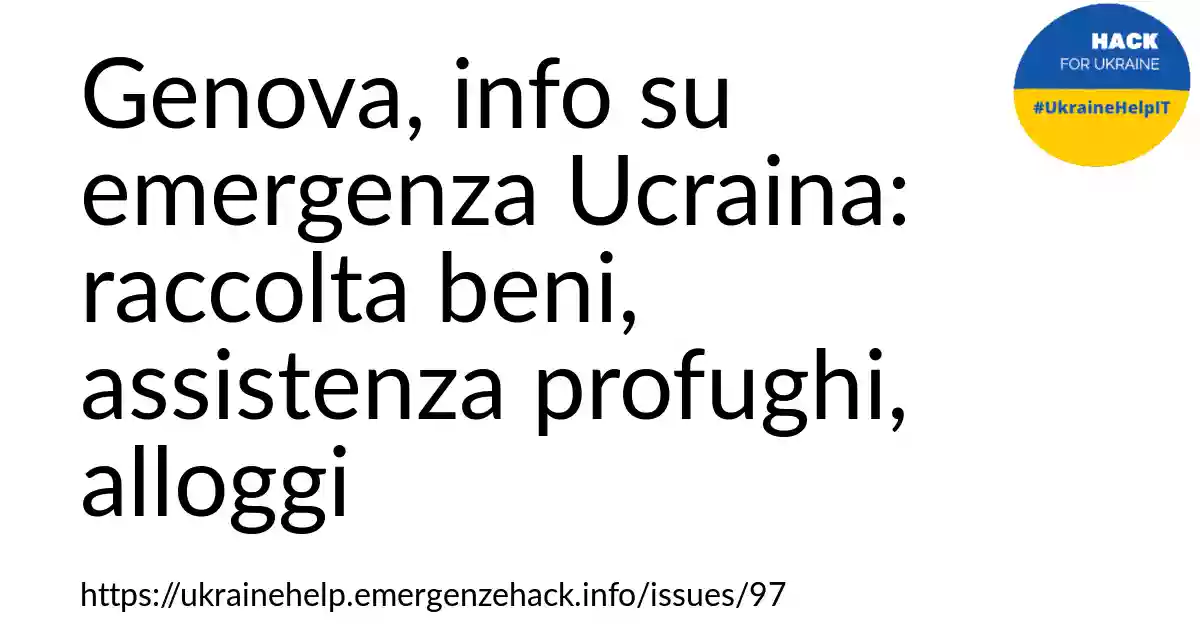 Genova, info su
emergenza Ucraina:
raccolta beni,
assistenza profughi,
alloggi
https://ukrainehelp.emergenzehack.info/issues/97
HACK
FOR UKRAINE
#UkraineHelpIT